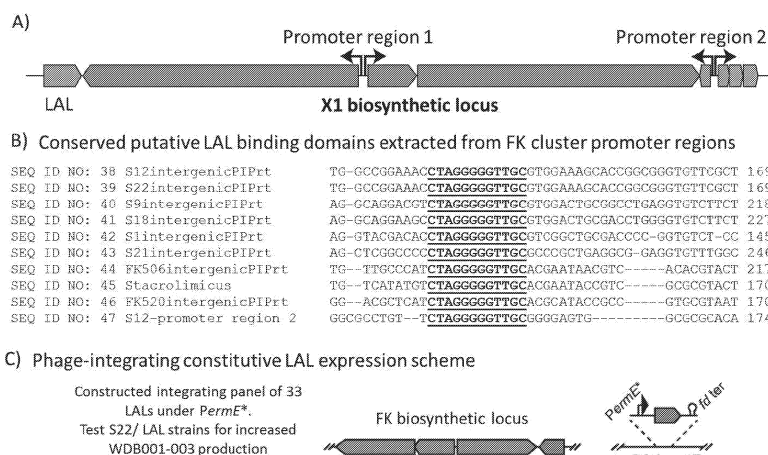 A)
Promoter region 1
Promoter region 2
LAL
X1 biosynthetic locus
B) Conserved putative LAL binding domains extracted from FK cluster promoter regions
SEQ ID NO: 38 S12intergenicPIPrt TG-GCCGGAAACCTAGGGGGTTGCGTGGAAAGCACCGGCGGGTGTTCGCT 169
SEQ ID NO: 39 S22intergenicPIPrt TG-GCCGGAAACCTAGGGGGTTGCGTGGAAAGCACCGGCGGGTGTTCGCT 169
SEQ ID NO: 40 S9intergenicPIPrt AG-GCAGGACGTCTAGGGGGTTGCGTGGACTGCGGCCTGAGGTGTCTTCT 218
SEQ ID NO: 41 S18intergenicPIPrt AG-GCAGGAAGCCTAGGGGGTTGCGTGGACTGCGACCTGGGGTGTCTTCT 227
SEQ ID NO: 42 S1intergenicPIPrt AG-GTACGACACCTAGGGGGTTGCGTCGGCTGCGACCCC-GGTGTCT-CC 145
SEQ ID NO: 43 S21intergenicPIPrt AG-CTCGGCCCCCTAGGGGGTTGCGCCGCCTGCGAGGCG-GAGTGTTTGGC 246
SEQ ID NO: 44 FK506intergenicPIPrt TG--TTGCCCATCTAGGGGGTTGCACGAATAACGTC-----ACACGTACT 217
SEQ ID NO: 45 Stacrolimicus TG--TCATATGTCTAGGGGGTTGCACGAATACCGTC-----GCACGTACT 170
SEQ ID NO: 46 FK520intergenicPIPrt GG--ACGCTCATCTAGGGGGTTGCACGCATACCGCC-----GTGCGTAAT 170
SEQ ID NO: 47 S12-promoter region 2 GGCGCCTGT--TCTAGGGGGTTGCGGGGAGTG---------GCGCGCACA 174
C) Phage-integrating constitutive LAL expression scheme
Constructed integrating panel of 33
LALs under PermE*.
Test S22/ LAL strains for increased
WDB001-003 production
FK biosynthetic locus
PermE*
fd ter